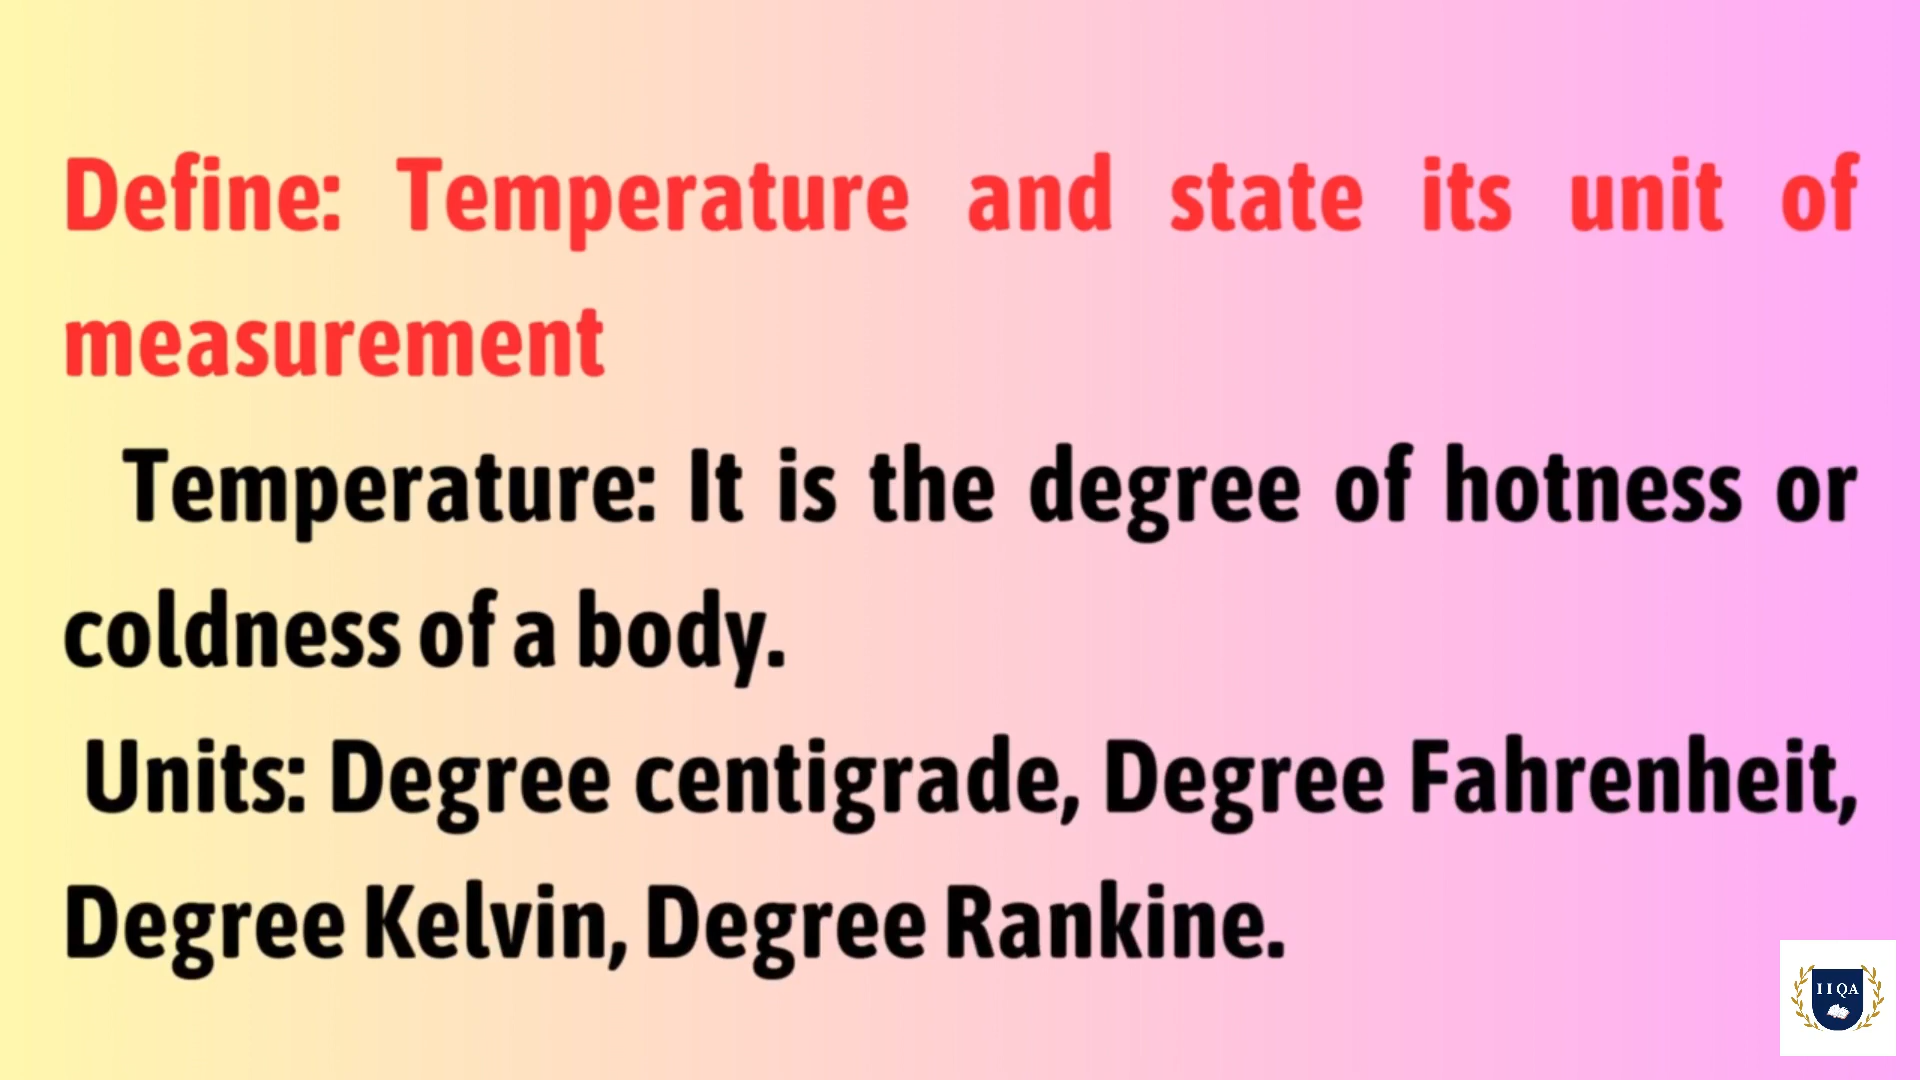 Define: Temperature and state its unit of
measurement
Temperature: It is the degree of hotness or
coldness of a body.
Units: Degree centigrade, Degree Fahrenheit,
Degree Kelvin, Degree Rankine.
IIQA